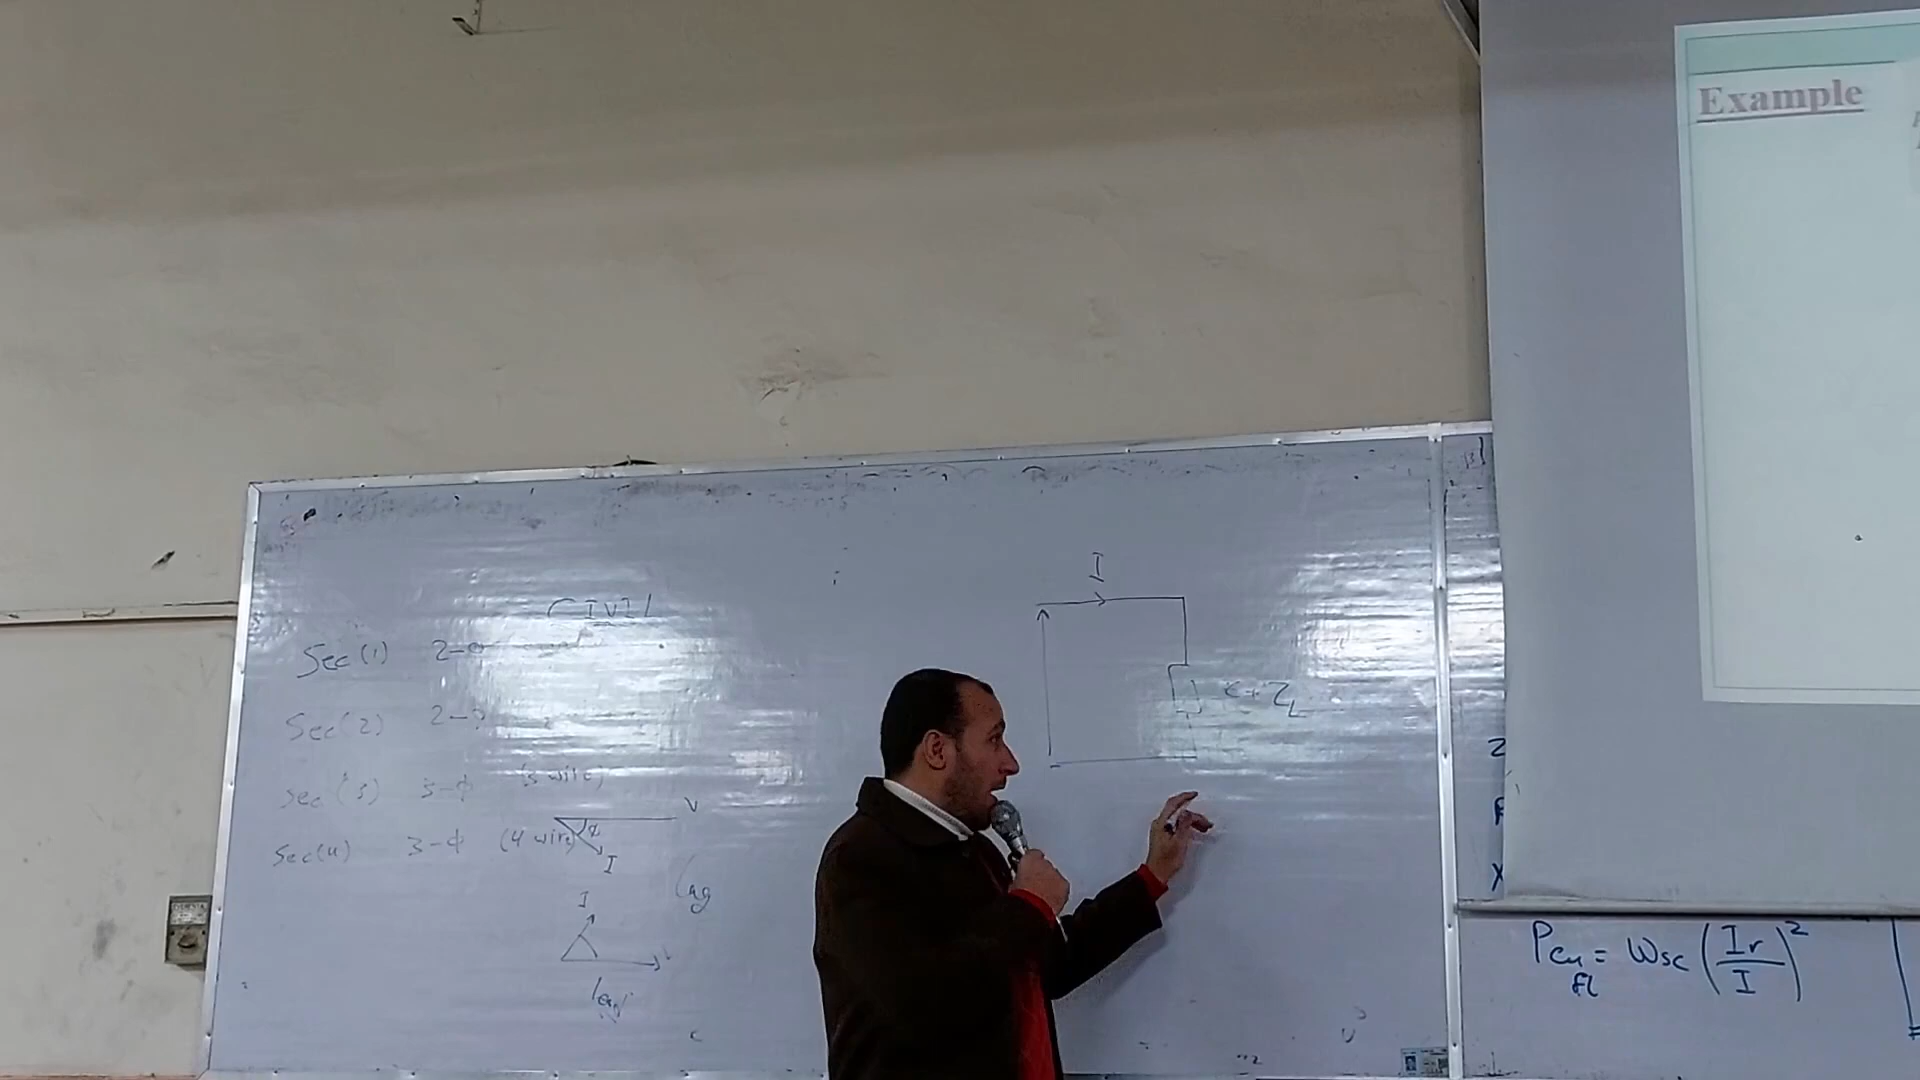 CIVIL
Sec(1) 2-Φ
Sec(2) 2-
Sec(3) 3-Φ (3 wire)
Sec(4) 3-Φ (4 wire)
V
I
Lag
I
lead
I
Z_L
Example
Z
X
P_cu FL = Wsc (Ir/I)²